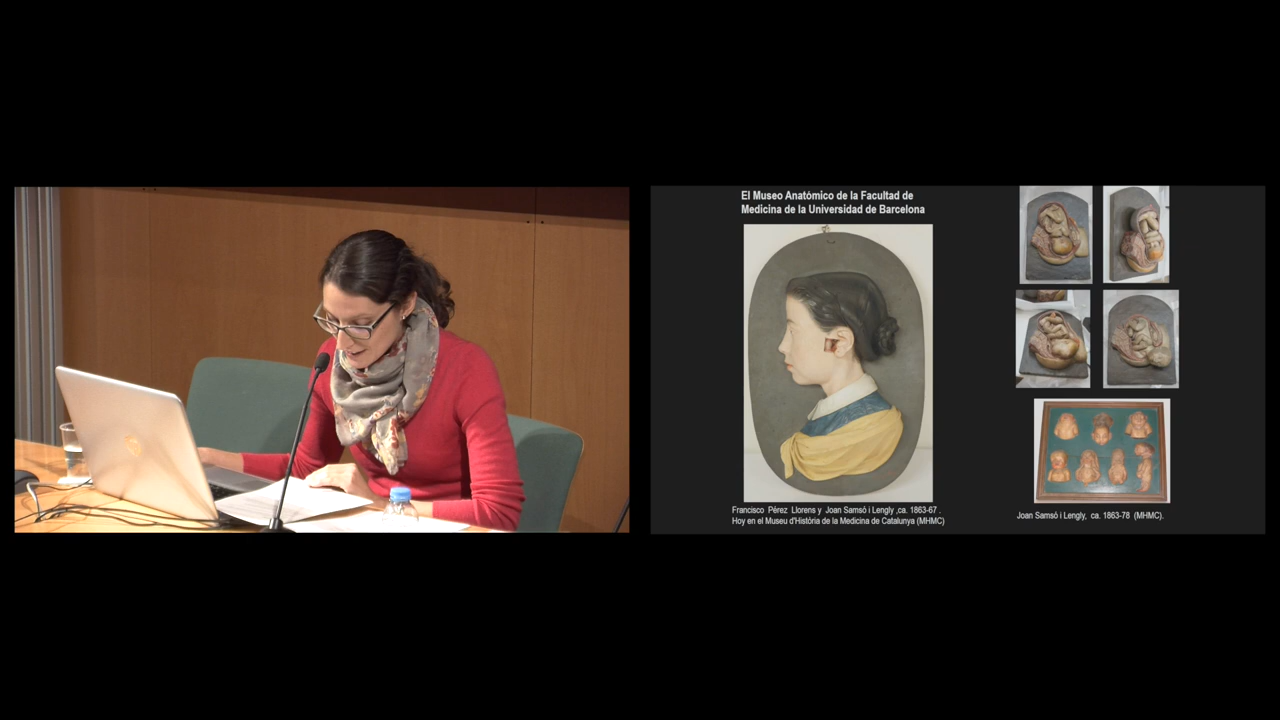 El Museo Anatómico de la Facultad de
Medicina de la Universidad de Barcelona
Francisco Pérez Llorens y Joan Samsó i Lengly ,ca. 1863-67 .
Hoy en el Museu d'Història de la Medicina de Catalunya (MHMC)
Joan Samsó i Lengly, ca. 1863-78 (MHMC).